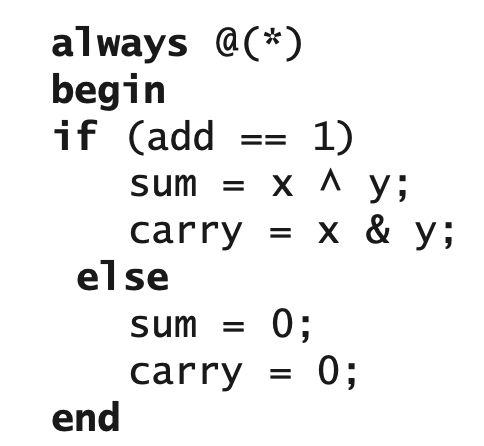 always @(*)
begin
if (add == 1)
sum = x ^ y;
carry = x & y;
else
sum = 0;
carry = 0;
end